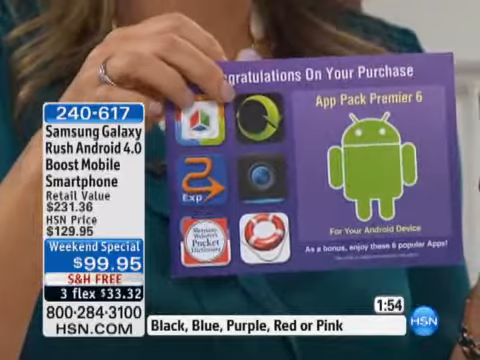 ongratulations On Your Purchase
App Pack Premier 6
Exp
Merriam
Webster's
Pocket
Dictionary
For Your Android Device
As a bonus, enjoy these 6 popular Apps!
240-617
Samsung Galaxy
Rush Android 4.0
Boost Mobile
Smartphone
Retail Value
$231.36
HSN Price
$129.95
Weekend Special
$99.95
S&H FREE
3 flex $33.32
800·284·3100
HSN.COM
1:54
Black, Blue, Purple, Red or Pink
HSN